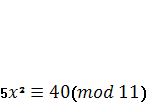 5x² ≡ 40(mod 11)